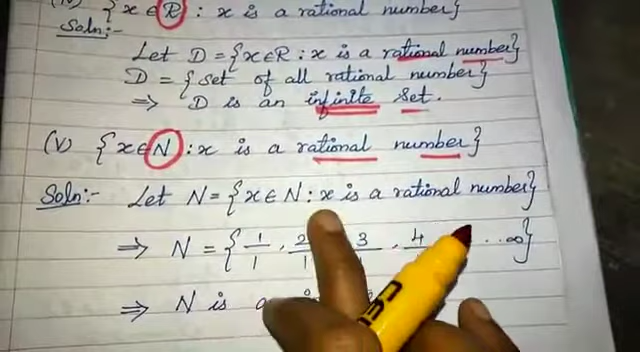 {x ∈ R : x is a rational number}
Soln:-
Let D = {x∈R : x is a rational number}
D = { Set of all rational number}
⇒ D is an infinite set.
(V) {x∈N : x is a rational number}
Soln:- Let N = {x∈N : x is a rational number}
⇒ N = { 1/1 , 2/1 3/1 , 4 . . ∞}
⇒ N is